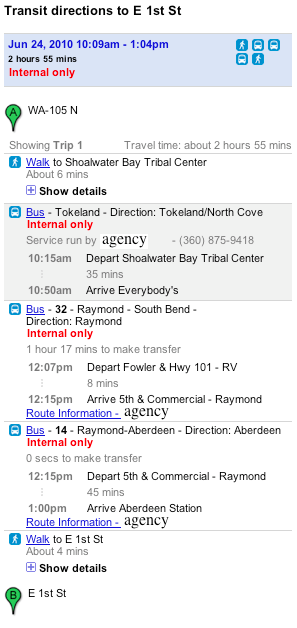 Transit directions to E 1st St
Jun 24, 2010 10:09am - 1:04pm
2 hours 55 mins
Internal only
A
WA-105 N
Showing Trip 1 Travel time: about 2 hours 55 mins
Walk to Shoalwater Bay Tribal Center
About 6 mins
Show details
Bus - Tokeland - Direction: Tokeland/North Cove
Internal only
Service run by agency - (360) 875-9418
10:15am Depart Shoalwater Bay Tribal Center
35 mins
10:50am Arrive Everybody's
Bus - 32 - Raymond - South Bend -
Direction: Raymond
Internal only
1 hour 17 mins to make transfer
12:07pm Depart Fowler & Hwy 101 - RV
8 mins
12:15pm Arrive 5th & Commercial - Raymond
Route Information - agency
Bus - 14 - Raymond-Aberdeen - Direction: Aberdeen
Internal only
0 secs to make transfer
12:15pm Depart 5th & Commercial - Raymond
45 mins
1:00pm Arrive Aberdeen Station
Route Information - agency
Walk to E 1st St
About 4 mins
Show details
B
E 1st St